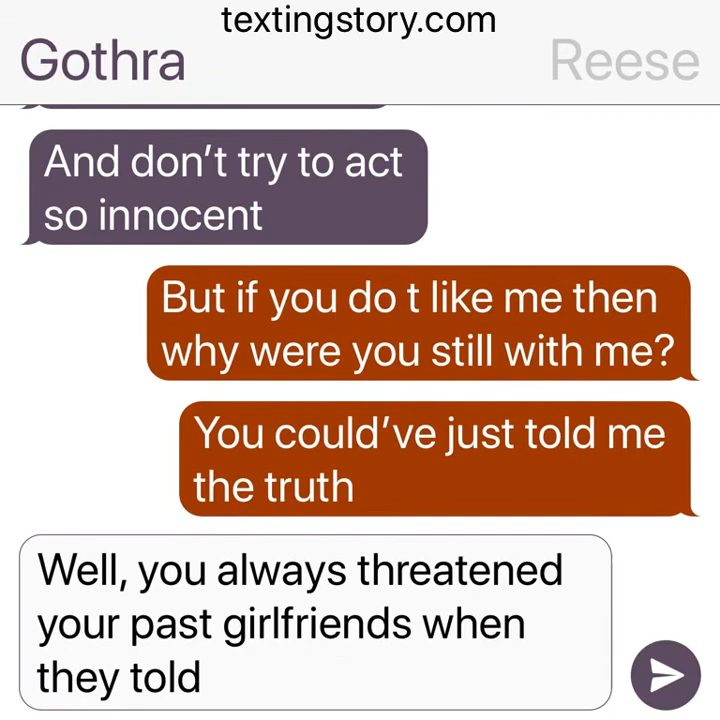 textingstory.com
Gothra Reese
And don’t try to act
so innocent
But if you do t like me then
why were you still with me?
You could’ve just told me
the truth
Well, you always threatened
your past girlfriends when
they told